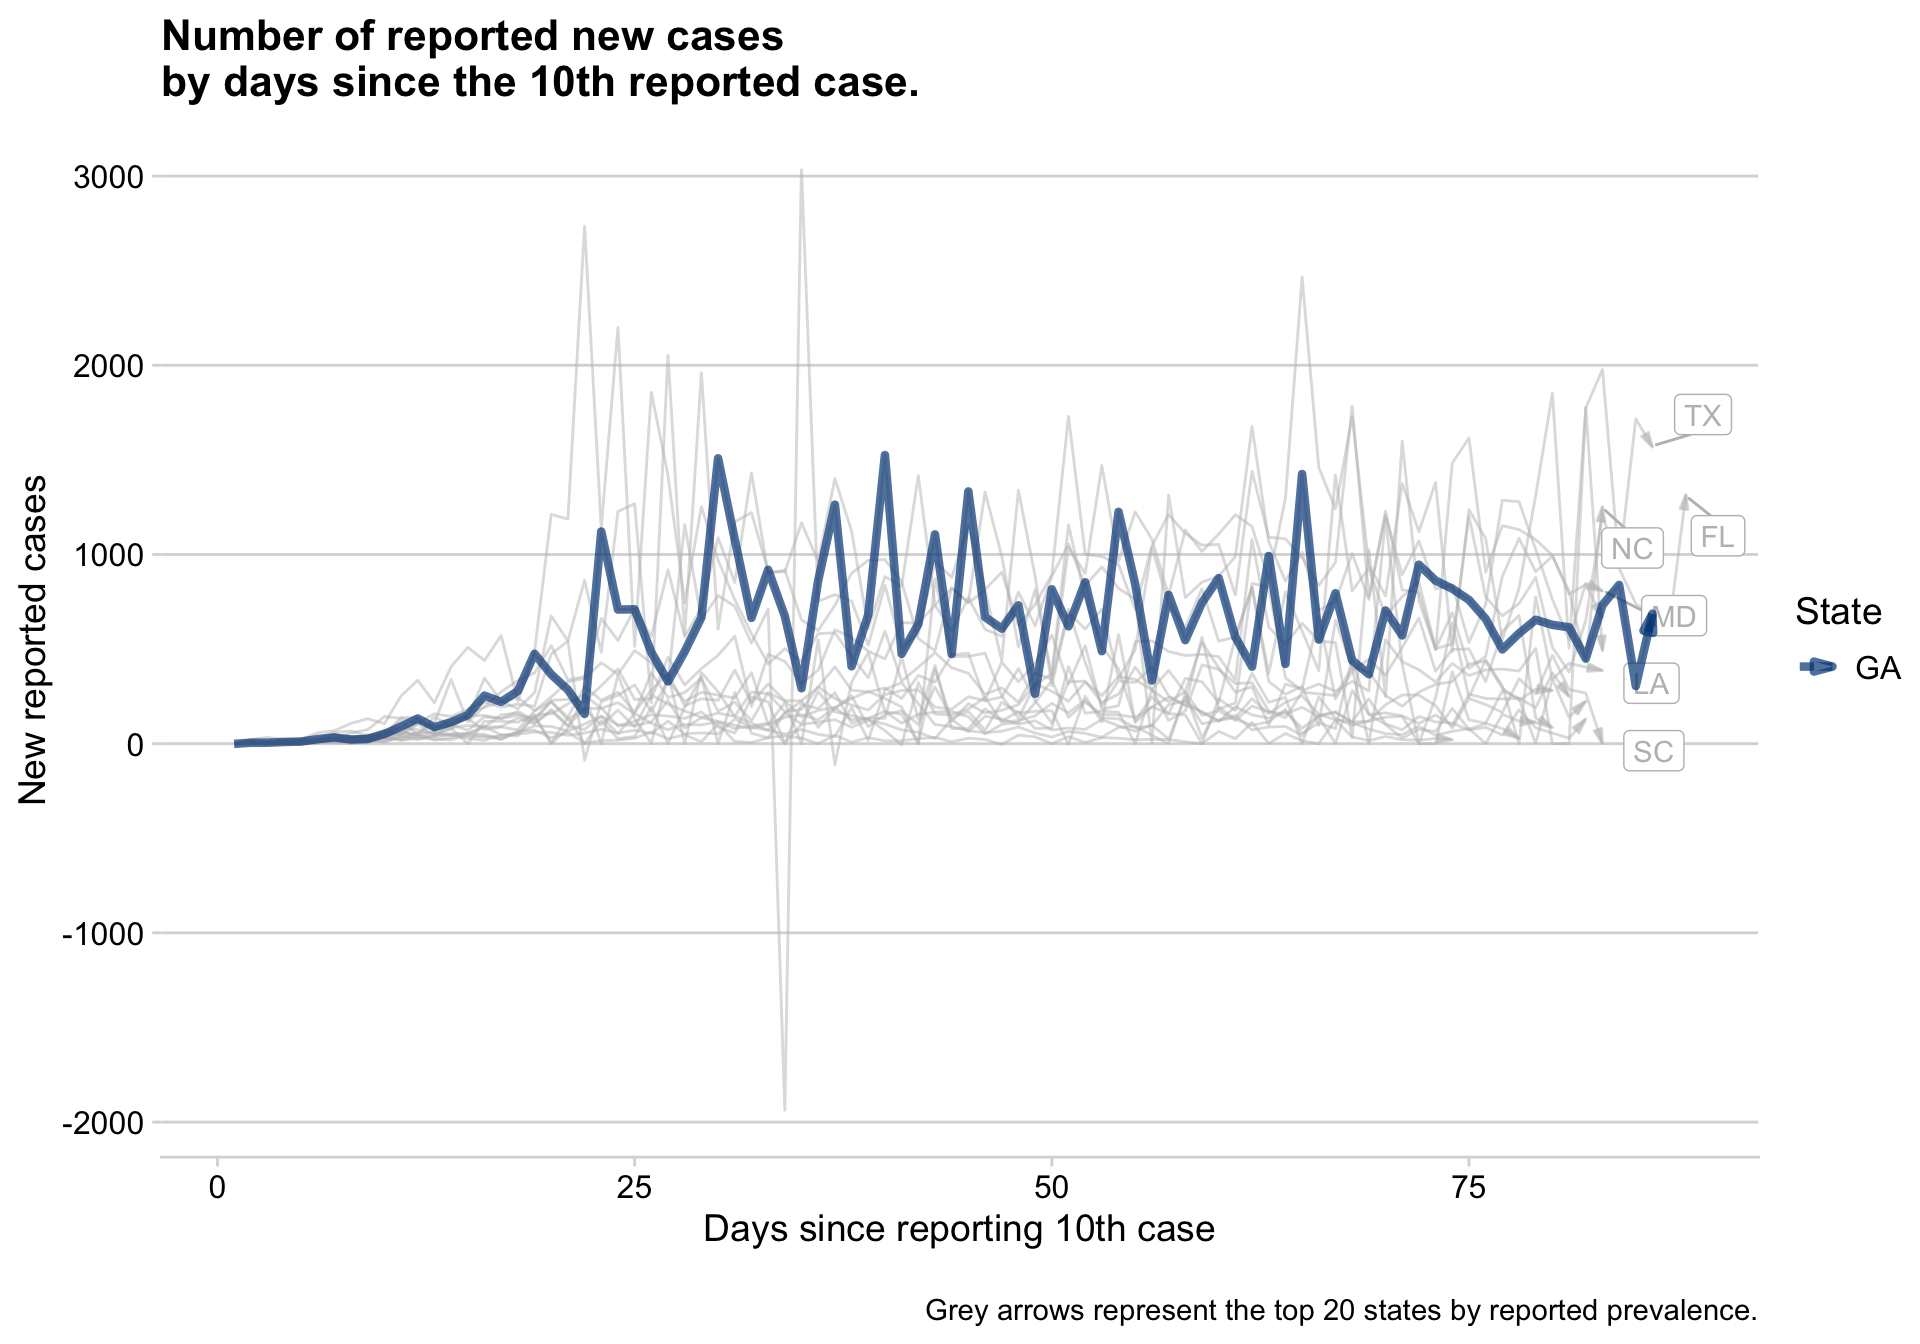 Number of reported new cases
by days since the 10th reported case.
New reported cases
3000
2000
1000
0
-1000
-2000
TX
FL
NC
MD
LA
SC
State
GA
0
25
50
75
Days since reporting 10th case
Grey arrows represent the top 20 states by reported prevalence.